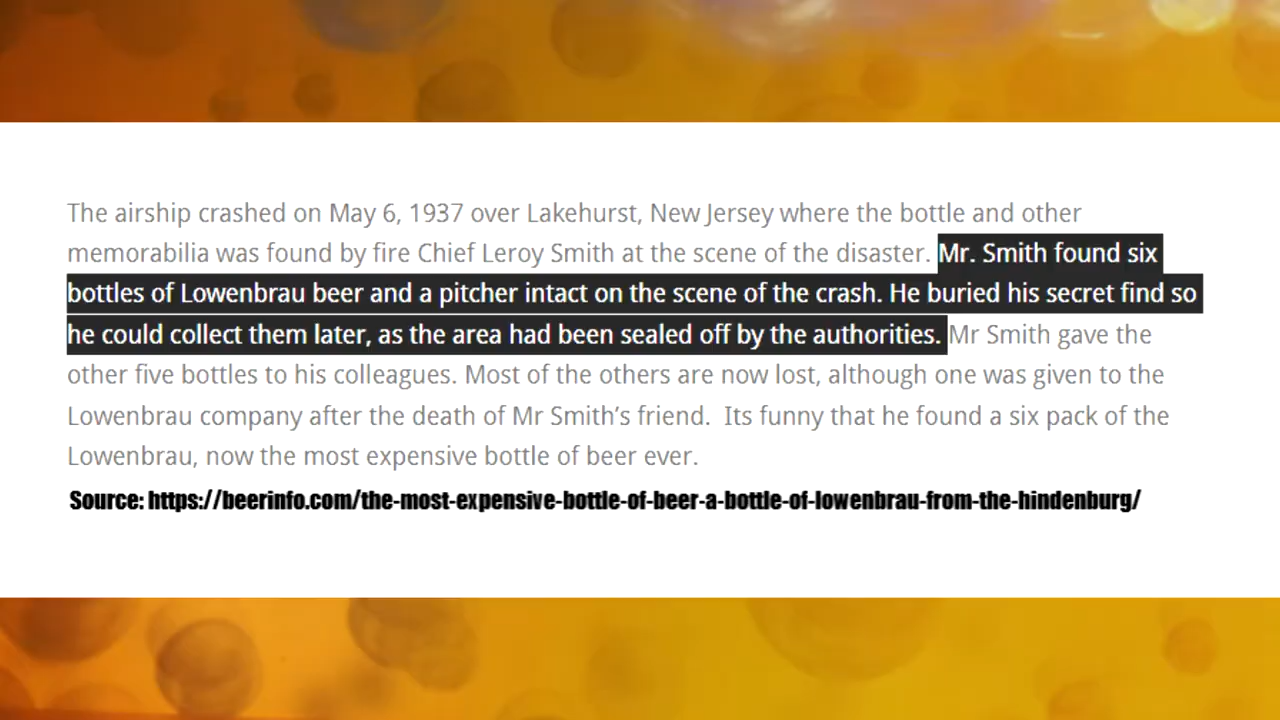 The airship crashed on May 6, 1937 over Lakehurst, New Jersey where the bottle and other
memorabilia was found by fire Chief Leroy Smith at the scene of the disaster. Mr. Smith found six
bottles of Lowenbrau beer and a pitcher intact on the scene of the crash. He buried his secret find so
he could collect them later, as the area had been sealed off by the authorities. Mr Smith gave the
other five bottles to his colleagues. Most of the others are now lost, although one was given to the
Lowenbrau company after the death of Mr Smith’s friend.  Its funny that he found a six pack of the
Lowenbrau, now the most expensive bottle of beer ever.
Source: https://beerinfo.com/the-most-expensive-bottle-of-beer-a-bottle-of-lowenbrau-from-the-hindenburg/